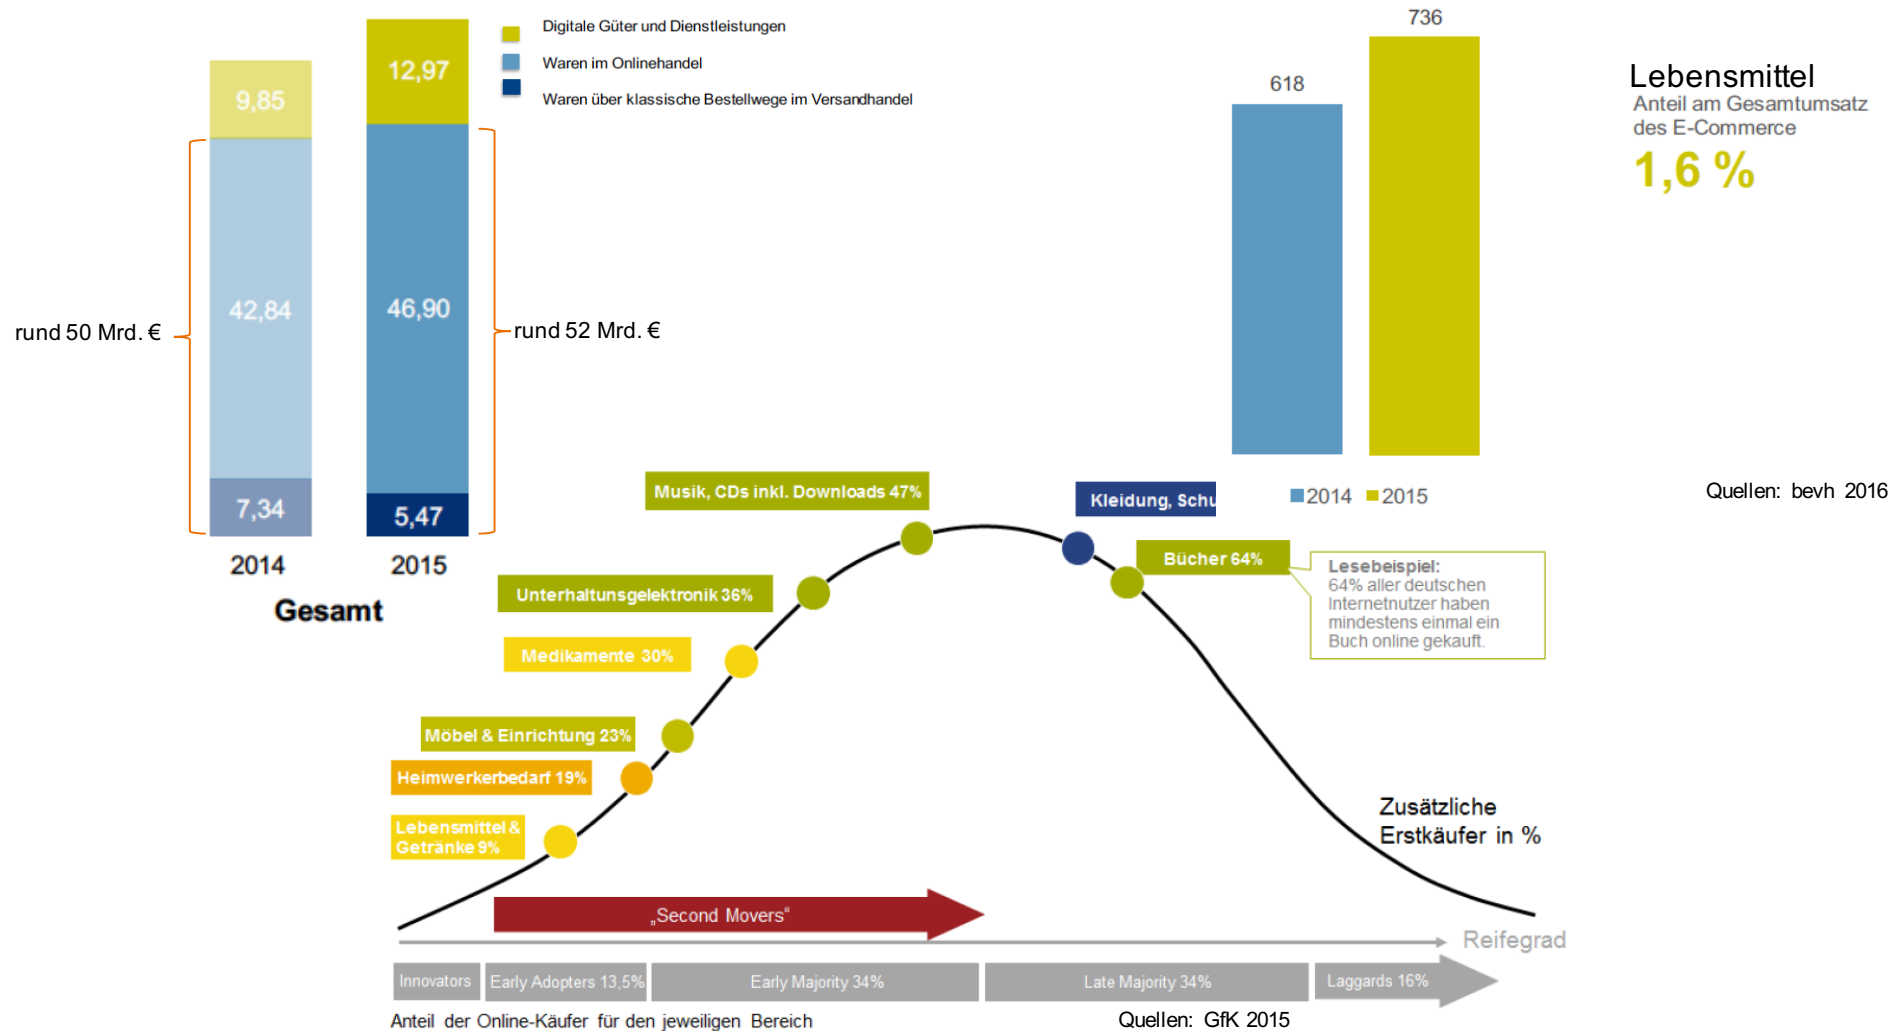 Digitale Güter und Dienstleistungen
Waren im Onlinehandel
Waren über klassische Bestellwege im Versandhandel
9,85
12,97
42,84
46,90
7,34
5,47
rund 50 Mrd. €
rund 52 Mrd. €
2014
2015
Gesamt
618
736
2014
2015
Lebensmittel
Anteil am Gesamtumsatz
des E-Commerce
1,6 %
Quellen: bevh 2016
Musik, CDs inkl. Downloads 47%
Kleidung, Schu
Bücher 64%
Lesebeispiel:
64% aller deutschen
Internetnutzer haben
mindestens einmal ein
Buch online gekauft.
Unterhaltunsgelektronik 36%
Medikamente 30%
Möbel & Einrichtung 23%
Heimwerkerbedarf 19%
Lebensmittel &
Getränke 9%
Zusätzliche
Erstkäufer in %
„Second Movers“
Reifegrad
Innovators
Early Adopters 13,5%
Early Majority 34%
Late Majority 34%
Laggards 16%
Anteil der Online-Käufer für den jeweiligen Bereich
Quellen: GfK 2015